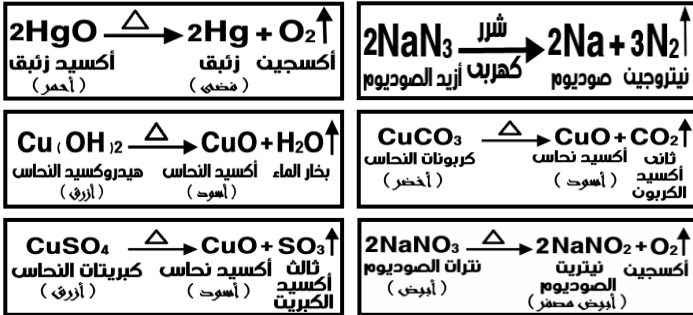 2HgO △ 2Hg + O₂↑
أكسيد زئبق زئبق أكسجين
(أحمر) (فضى)
2NaN₃ شرر كهربى 2Na + 3N₂↑
أزيد الصوديوم صوديوم نيتروجين
Cu(OH)₂ △ CuO + H₂O↑
هيدروكسيد النحاس أكسيد النحاس بخار الماء
(أزرق) (أسود)
CuCO₃ △ CuO + CO₂↑
كربونات النحاس أكسيد نحاس ثانى أكسيد الكربون
(أخضر) (أسود)
CuSO₄ △ CuO + SO₃↑
كبريتات النحاس أكسيد نحاس ثالث أكسيد الكبريت
(أزرق) (أسود)
2NaNO₃ △ 2NaNO₂ + O₂↑
نترات الصوديوم نيتريت الصوديوم أكسجين
(أبيض) (أبيض مصفر)